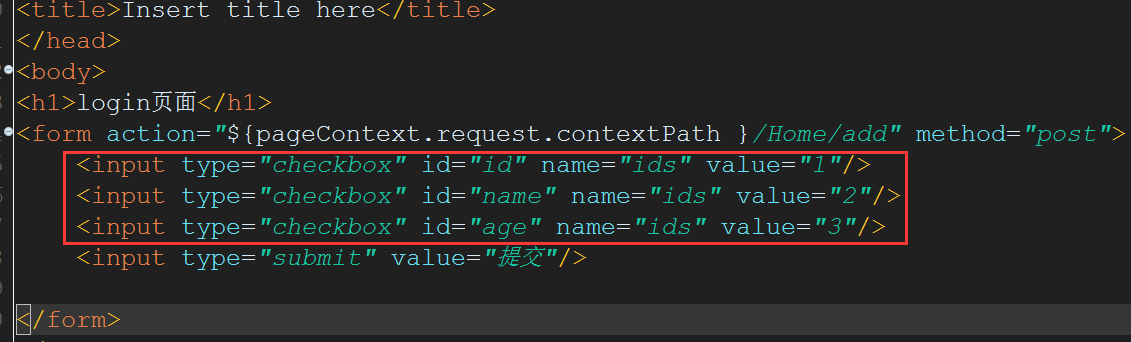 <title>Insert title here</title>
</head>
<body>
<h1>login页面</h1>
<form action="${pageContext.request.contextPath }/Home/add" method="post">
<input type="checkbox" id="id" name="ids" value="1"/>
<input type="checkbox" id="name" name="ids" value="2"/>
<input type="checkbox" id="age" name="ids" value="3"/>
<input type="submit" value="提交"/>
</form>